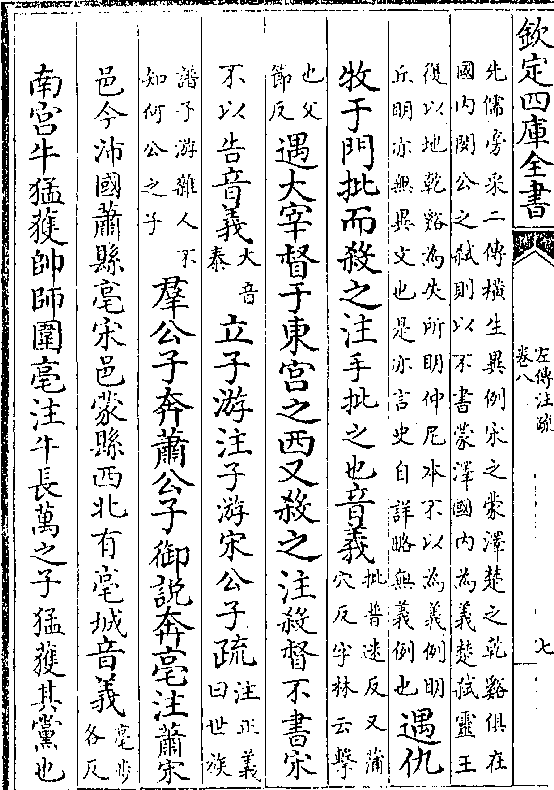 欽定四庫全書
左傳注疏
卷八
七
先儒旁采二傳横生異例宋之蒙澤楚之乾谿俱在
國内閔公之弑則以不書蒙澤國内為義楚弑靈王
復以地乾谿為失所明仲尼本不以為義例明
丘明亦無異文也是亦言史自詳略無義例也
遇仇
牧于門批而殺之注手批之也音義
批普迷反又蒲
穴反字林云擊
也父
節反
遇大宰督于東宫之西又殺之注殺督不書宋
不以告音義
大音
泰
立子游注子游宋公子疏
注正義
曰世族
譜子游雜人不
知何公之子
羣公子奔蕭公子御説奔亳注蕭宋
邑今沛國蕭縣亳宋邑蒙縣西北有亳城音義
亳步
各反
南宫牛猛獲帥師圍亳注牛長萬之子猛獲其黨也